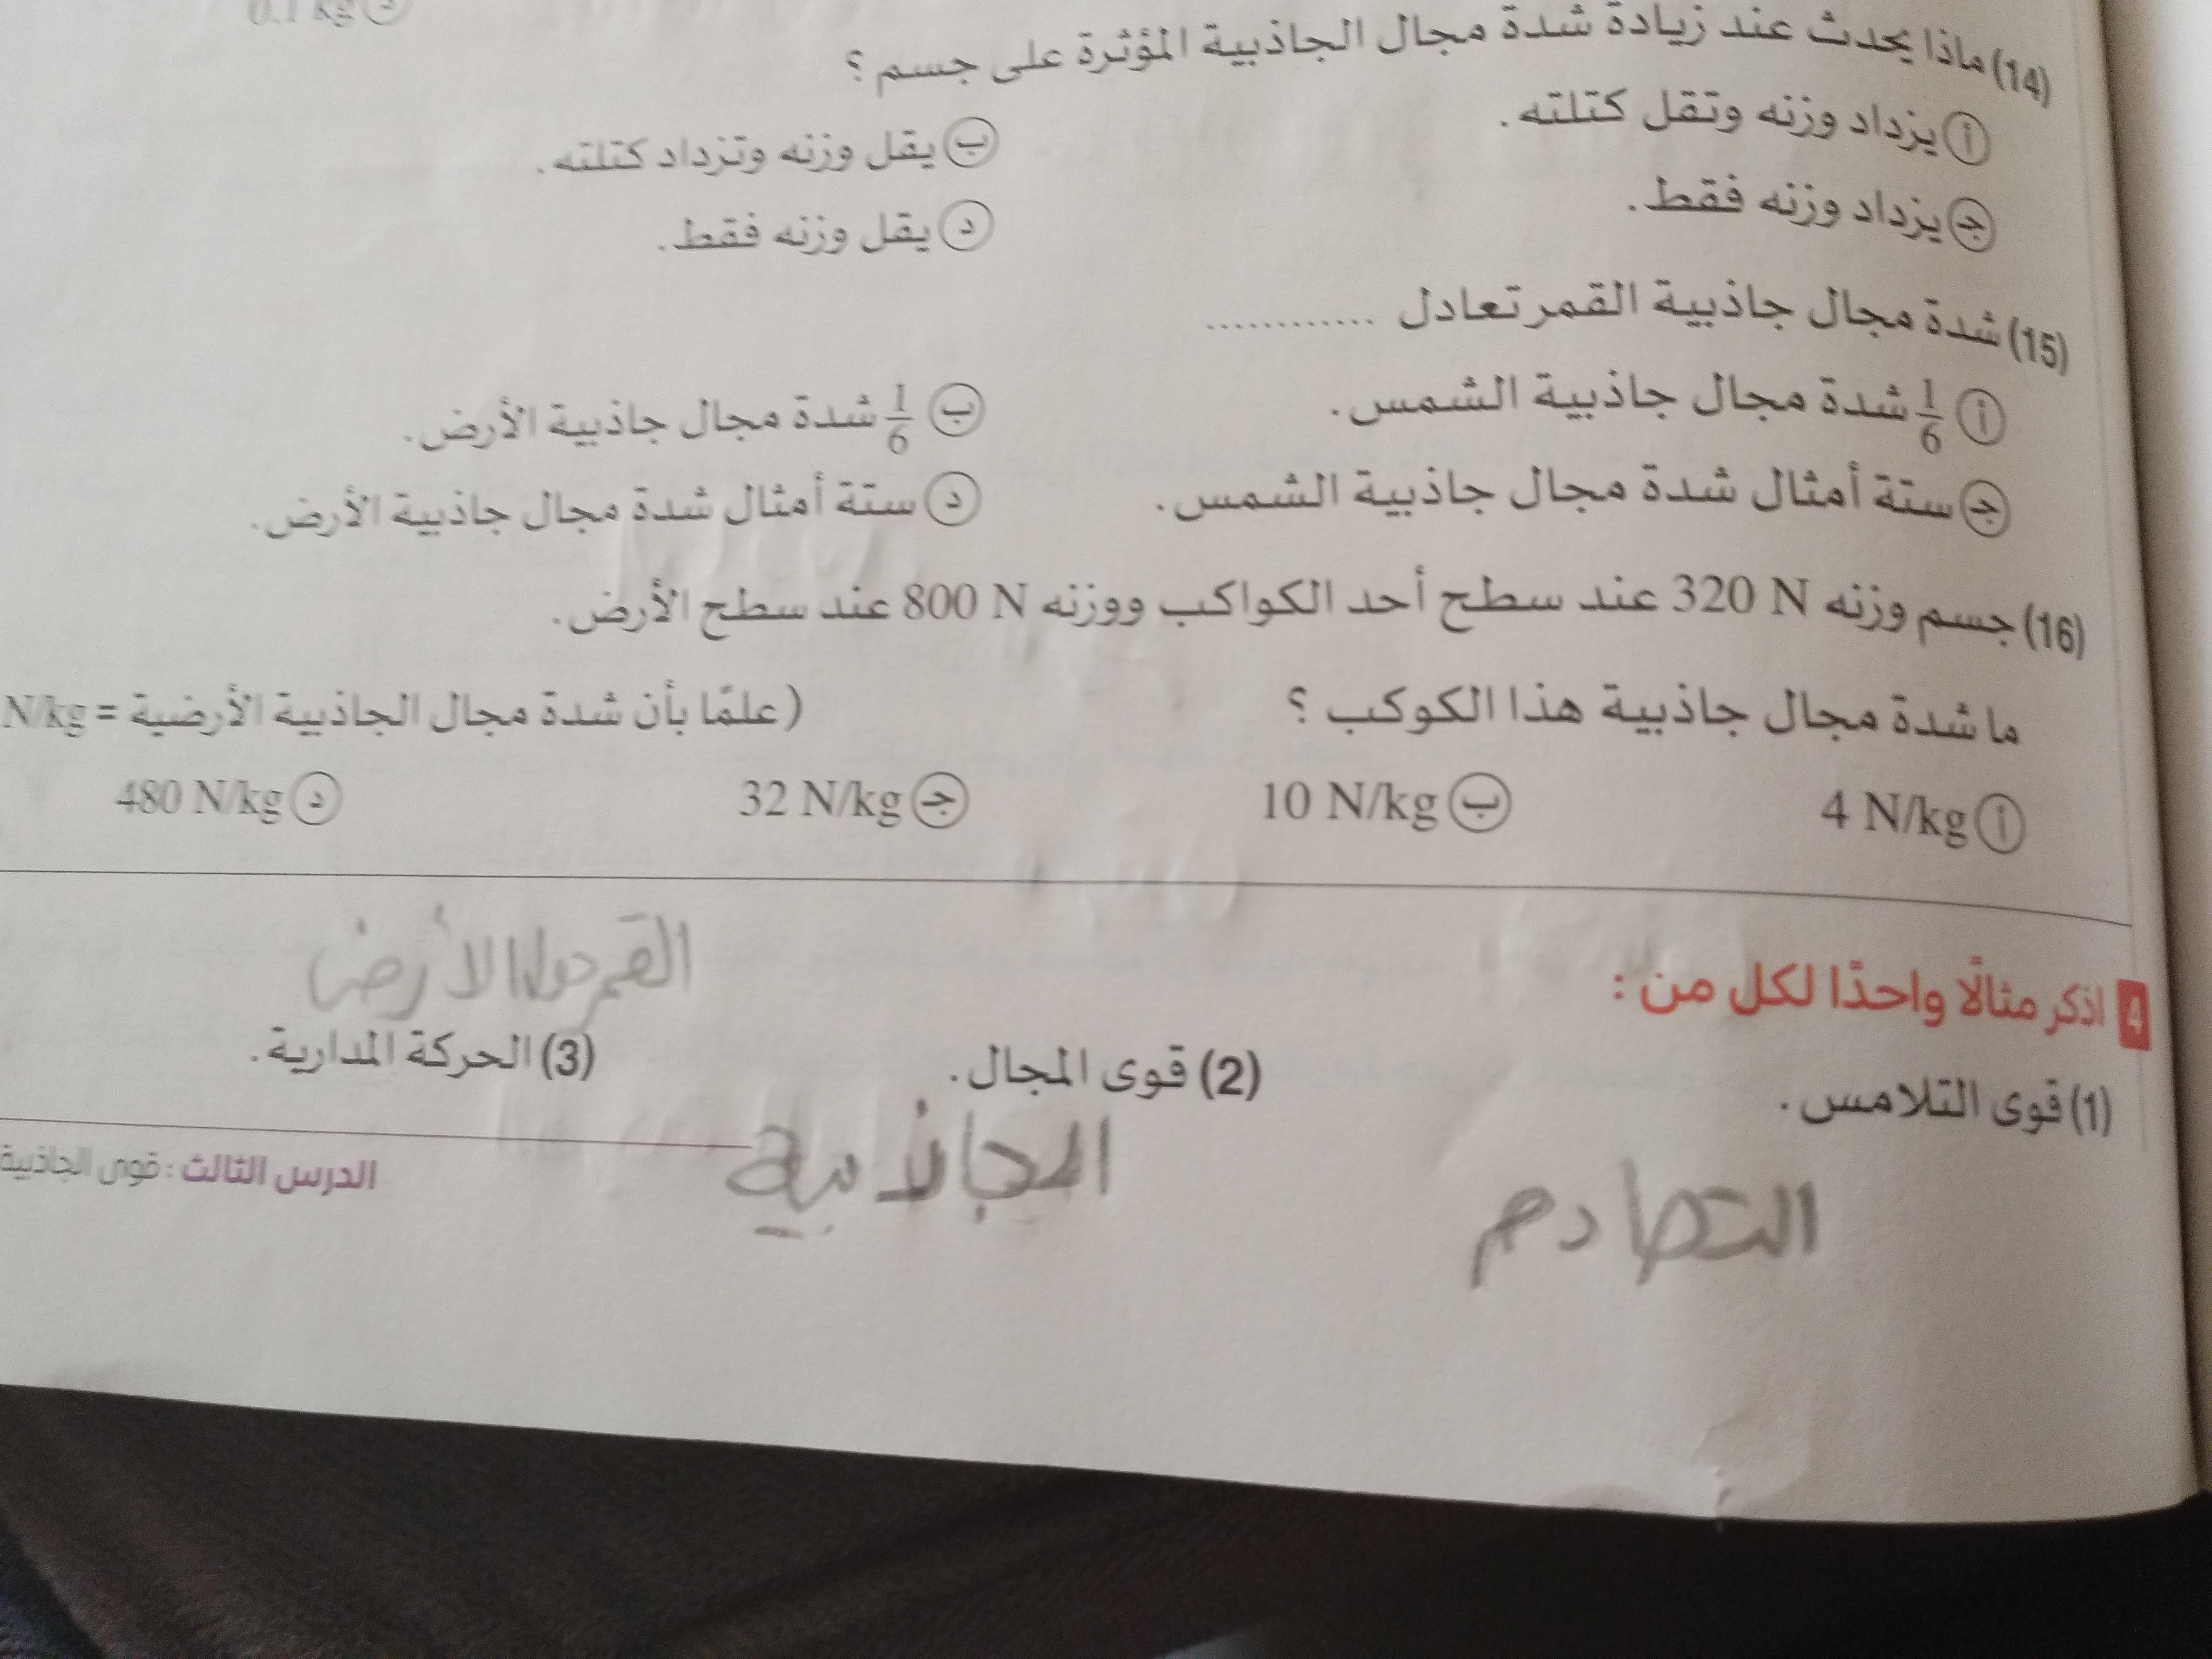 0.1 kg د
(14) ماذا يحدث عند زيادة شدة مجال الجاذبية المؤثرة على جسم ؟
أ يزداد وزنه وتقل كتلته.
ب يقل وزنه وتزداد كتلته.
ج يزداد وزنه فقط.
د يقل وزنه فقط.
(15) شدة مجال جاذبية القمر تعادل ............
أ 1/6 شدة مجال جاذبية الشمس.
ب 1/6 شدة مجال جاذبية الأرض.
ج ستة أمثال شدة مجال جاذبية الشمس.
د ستة أمثال شدة مجال جاذبية الأرض.
(16) جسم وزنه 320 N عند سطح أحد الكواكب ووزنه 800 N عند سطح الأرض.
ما شدة مجال جاذبية هذا الكوكب ؟ (علمًا بأن شدة مجال الجاذبية الأرضية = N/kg
أ 4 N/kg ب 10 N/kg ج 32 N/kg د 480 N/kg
4 اذكر مثالًا واحدًا لكل من :
القمر حول الأرض
(1) قوى التلامس. (2) قوى المجال. (3) الحركة المدارية.
التصادم الجاذبية
الدرس الثالث : قوى الجاذبية